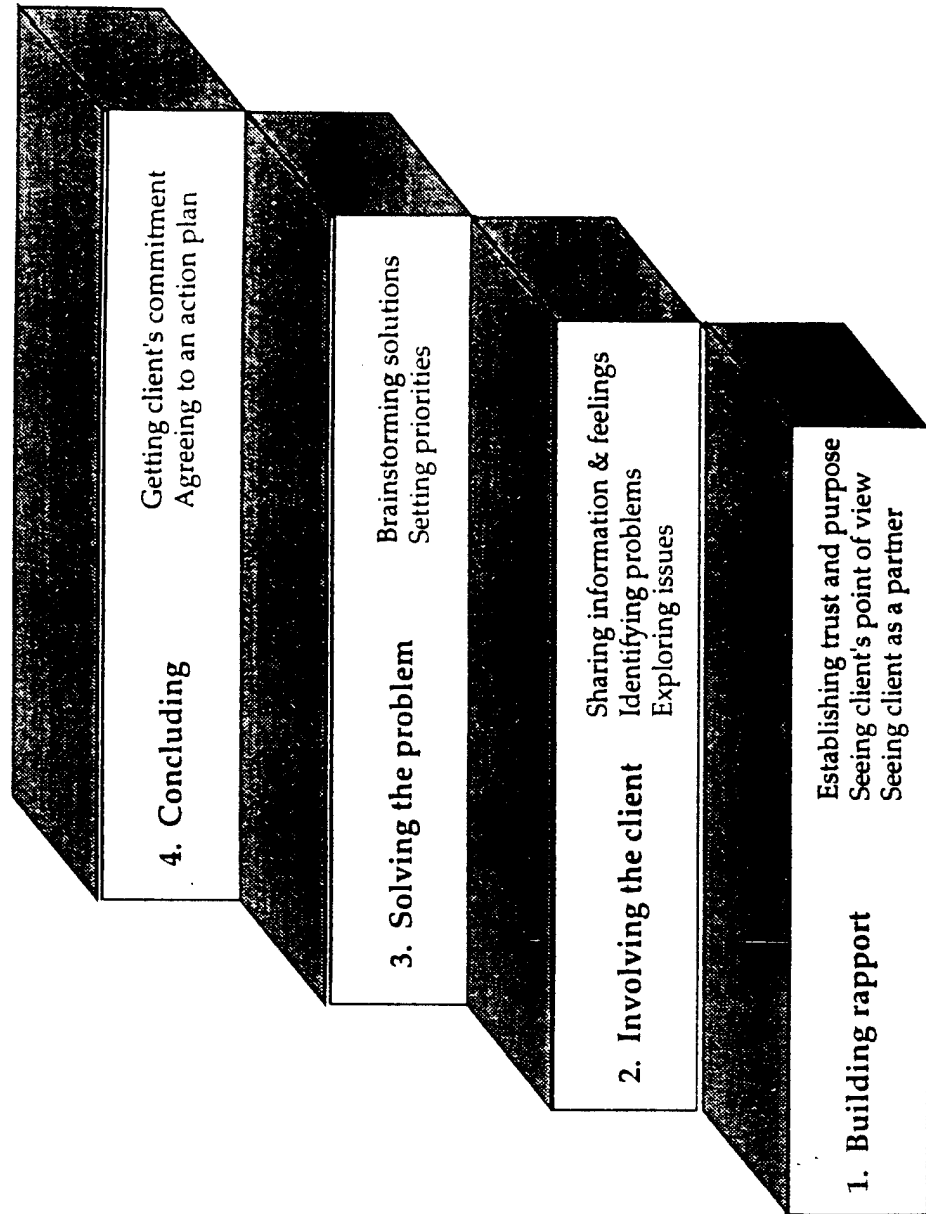 4. Concluding
Getting client's commitment
Agreeing to an action plan
3. Solving the problem
Brainstorming solutions
Setting priorities
2. Involving the client
Sharing information & feelings
Identifying problems
Exploring issues
1. Building rapport
Establishing trust and purpose
Seeing client's point of view
Seeing client as a partner